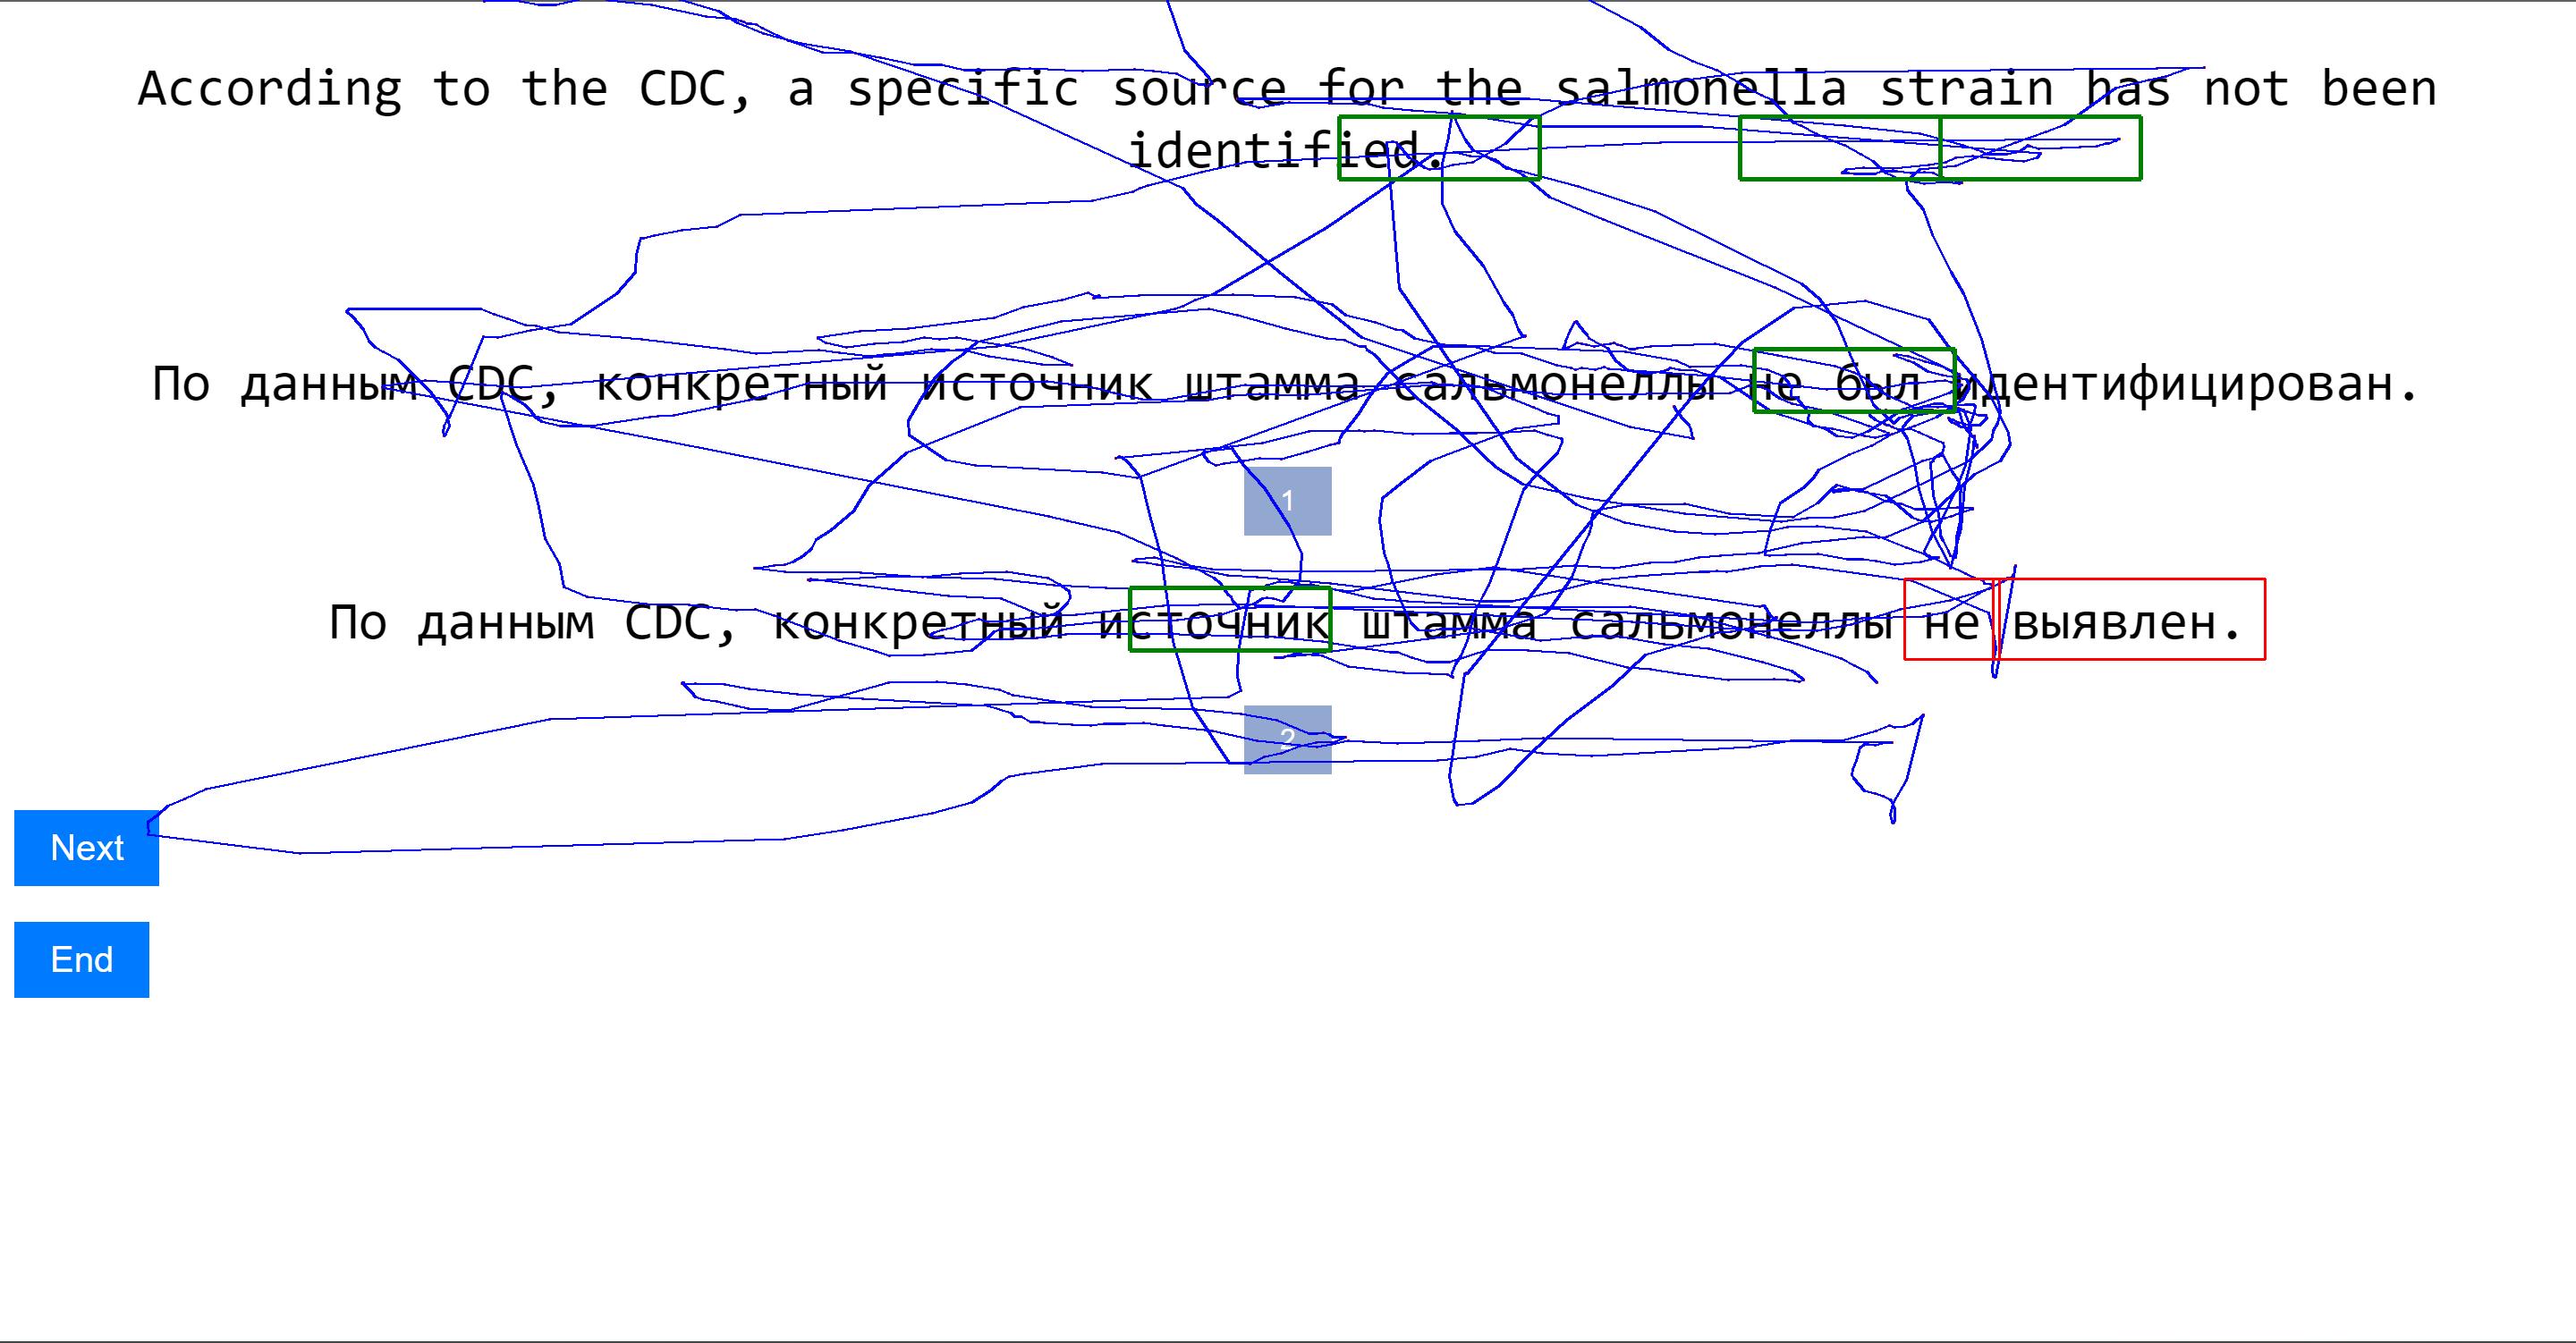 According to the CDC, a specific source for the salmonella strain has not been
identified.
По данным CDC, конкретный источник штамма сальмонеллы не был идентифицирован.
1
По данным CDC, конкретный источник штамма сальмонеллы не выявлен.
2
Next
End